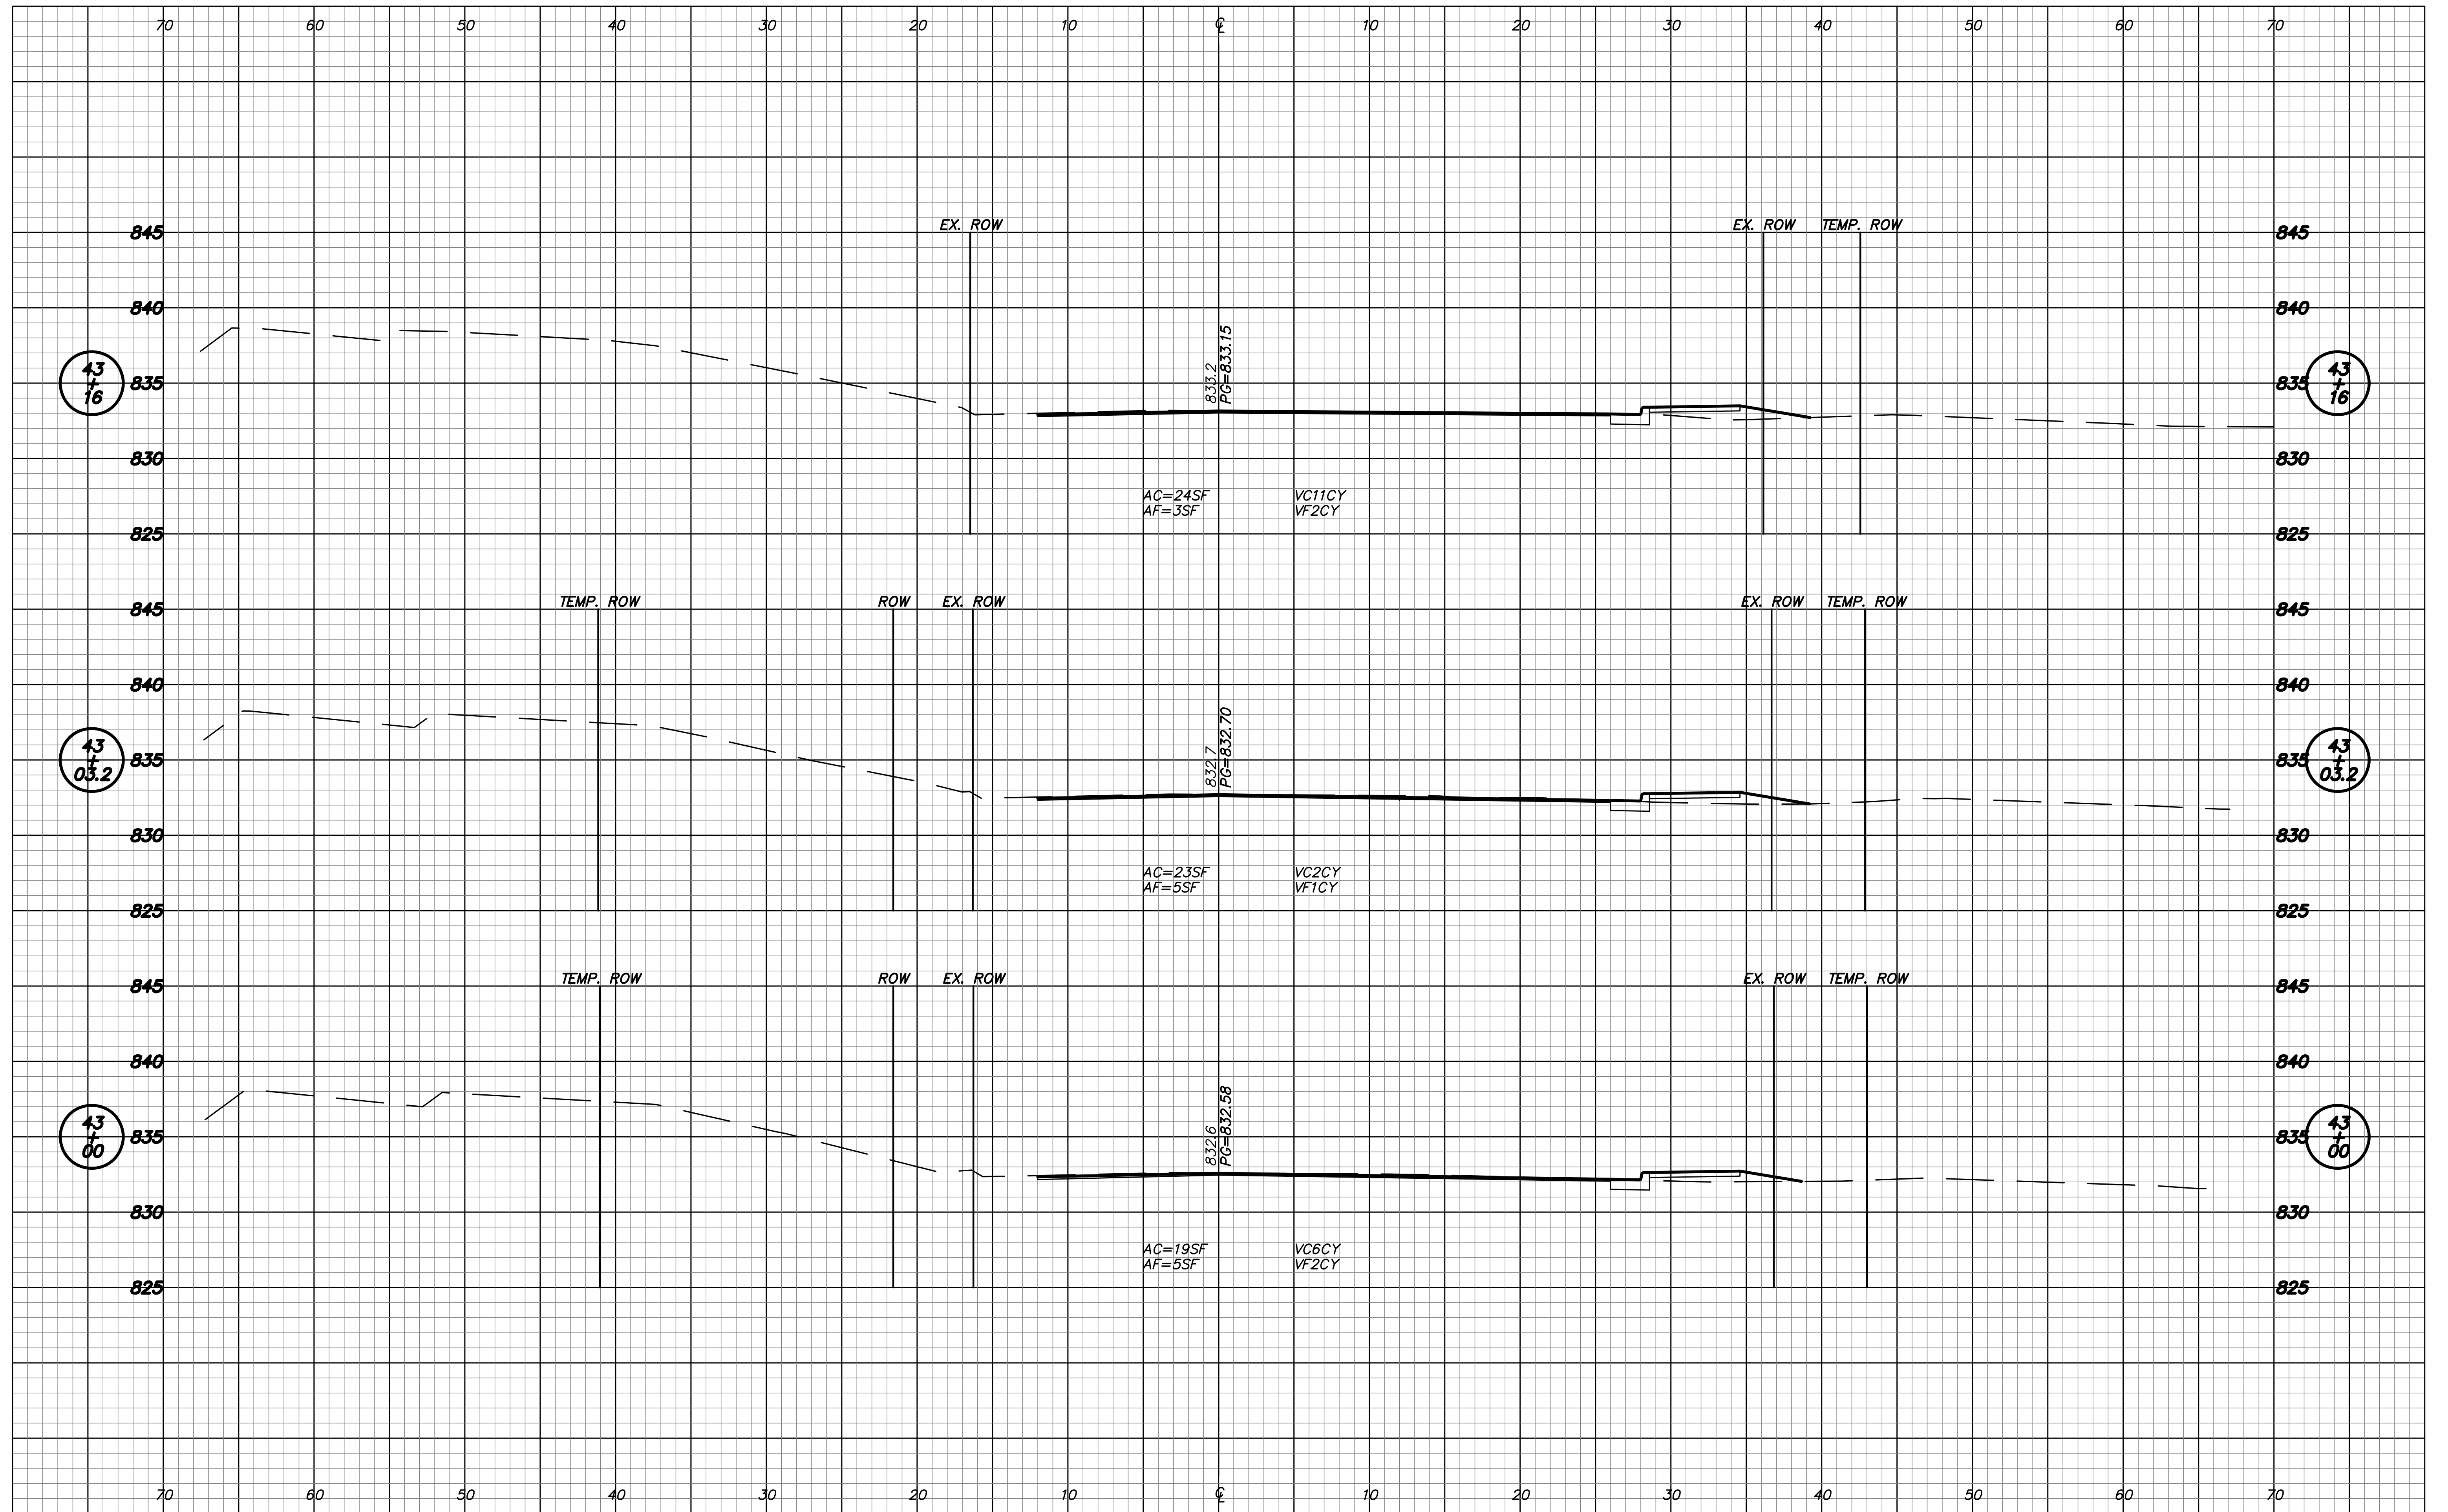 70 60 50 40 30 20 10 ℄ 10 20 30 40 50 60 70
EX. ROW EX. ROW TEMP. ROW
845 845
840 840
833.2
PG=833.15
43
+
16
835 835
43
+
16
830 830
AC=24SF VC11CY
AF=3SF VF2CY
825 825
TEMP. ROW ROW EX. ROW EX. ROW TEMP. ROW
845 845
840 840
832.7
PG=832.70
43
+
03.2
835 835
43
+
03.2
830 830
AC=23SF VC2CY
AF=5SF VF1CY
825 825
TEMP. ROW ROW EX. ROW EX. ROW TEMP. ROW
845 845
840 840
832.6
PG=832.58
43
+
00
835 835
43
+
00
830 830
AC=19SF VC6CY
AF=5SF VF2CY
825 825
70 60 50 40 30 20 10 ℄ 10 20 30 40 50 60 70